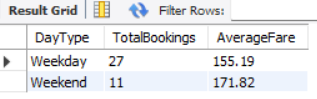 Result Grid Filter Rows:
DayType TotalBookings AverageFare
Weekday 27 155.19
Weekend 11 171.82